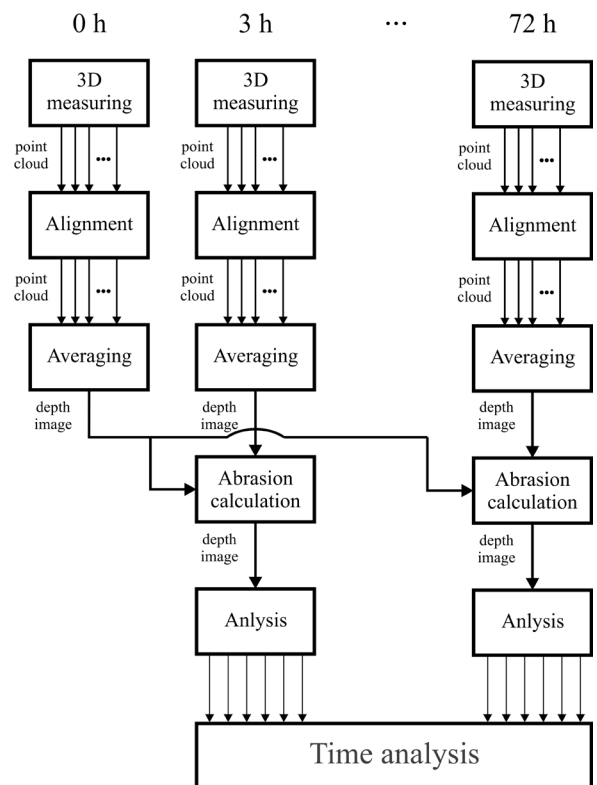 0 h
3 h
...
72 h
3D
measuring
3D
measuring
3D
measuring
point
cloud
...
point
cloud
...
point
cloud
...
Alignment
Alignment
Alignment
point
cloud
...
point
cloud
...
point
cloud
...
Averaging
Averaging
Averaging
depth
image
depth
image
depth
image
Abrasion
calculation
Abrasion
calculation
depth
image
depth
image
Anlysis
Anlysis
Time analysis